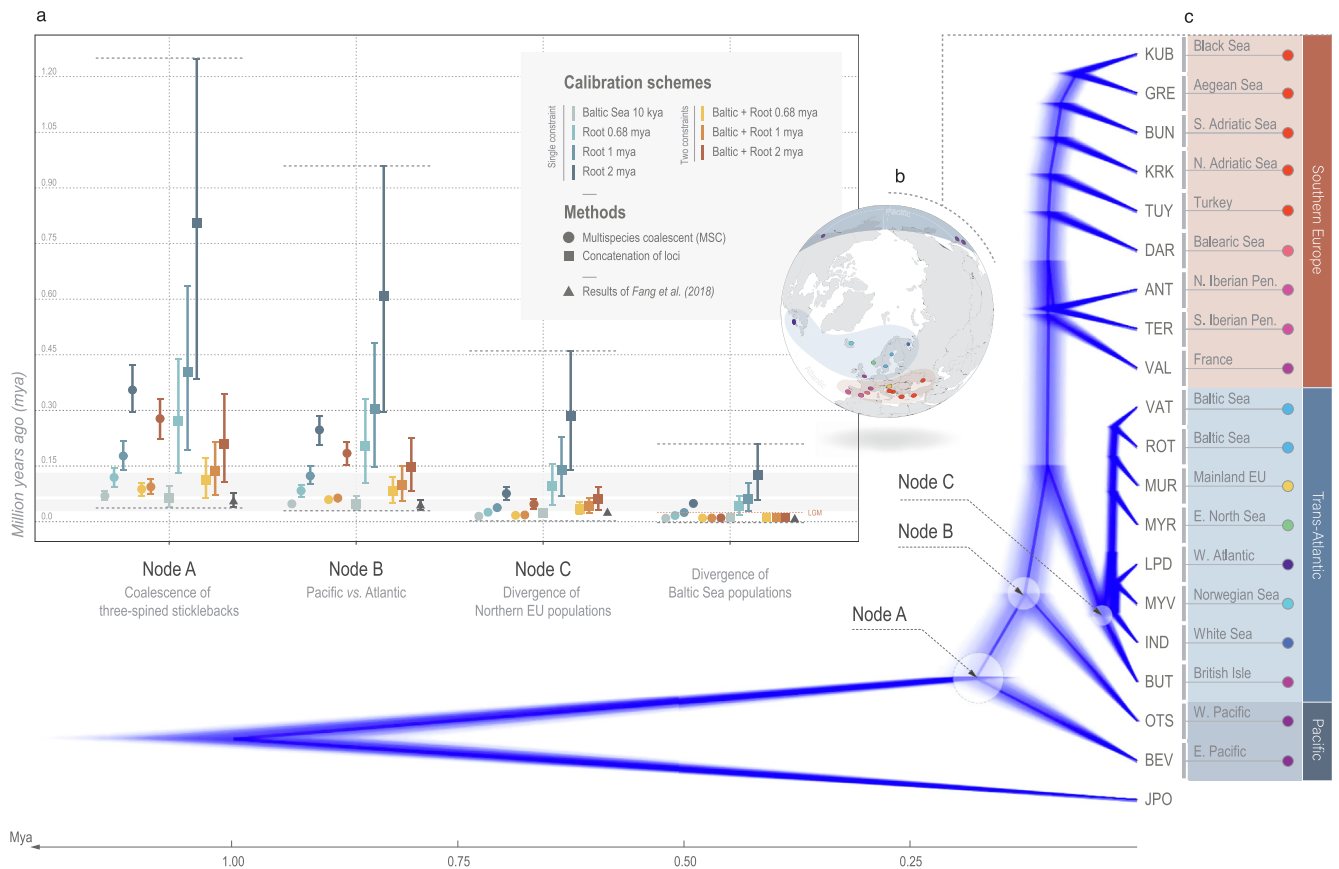 a
c
1.20
1.05
0.90
0.75
0.60
0.45
0.30
0.15
0.0
Million years ago (mya)
Calibration schemes
Single constraint
Baltic Sea 10 kya
Root 0.68 mya
Root 1 mya
Root 2 mya
Two constraints
Baltic + Root 0.68 mya
Baltic + Root 1 mya
Baltic + Root 2 mya
Methods
Multispecies coalescent (MSC)
Concatenation of loci
Results of Fang et al. (2018)
LGM
Node A
Coalescence of
three-spined sticklebacks
Node B
Pacific vs. Atlantic
Node C
Divergence of
Northern EU populations
Divergence of
Baltic Sea populations
b
Pacific
Node C
Node B
Node A
KUB
GRE
BUN
KRK
TUY
DAR
ANT
TER
VAL
VAT
ROT
MUR
MYR
LPD
MYV
IND
BUT
OTS
BEV
JPO
Black Sea
Aegean Sea
S. Adriatic Sea
N. Adriatic Sea
Turkey
Balearic Sea
N. Iberian Pen.
S. Iberian Pen.
France
Baltic Sea
Baltic Sea
Mainland EU
E. North Sea
W. Atlantic
Norwegian Sea
White Sea
British Isle
W. Pacific
E. Pacific
Southern Europe
Trans-Atlantic
Pacific
Mya
1.00
0.75
0.50
0.25